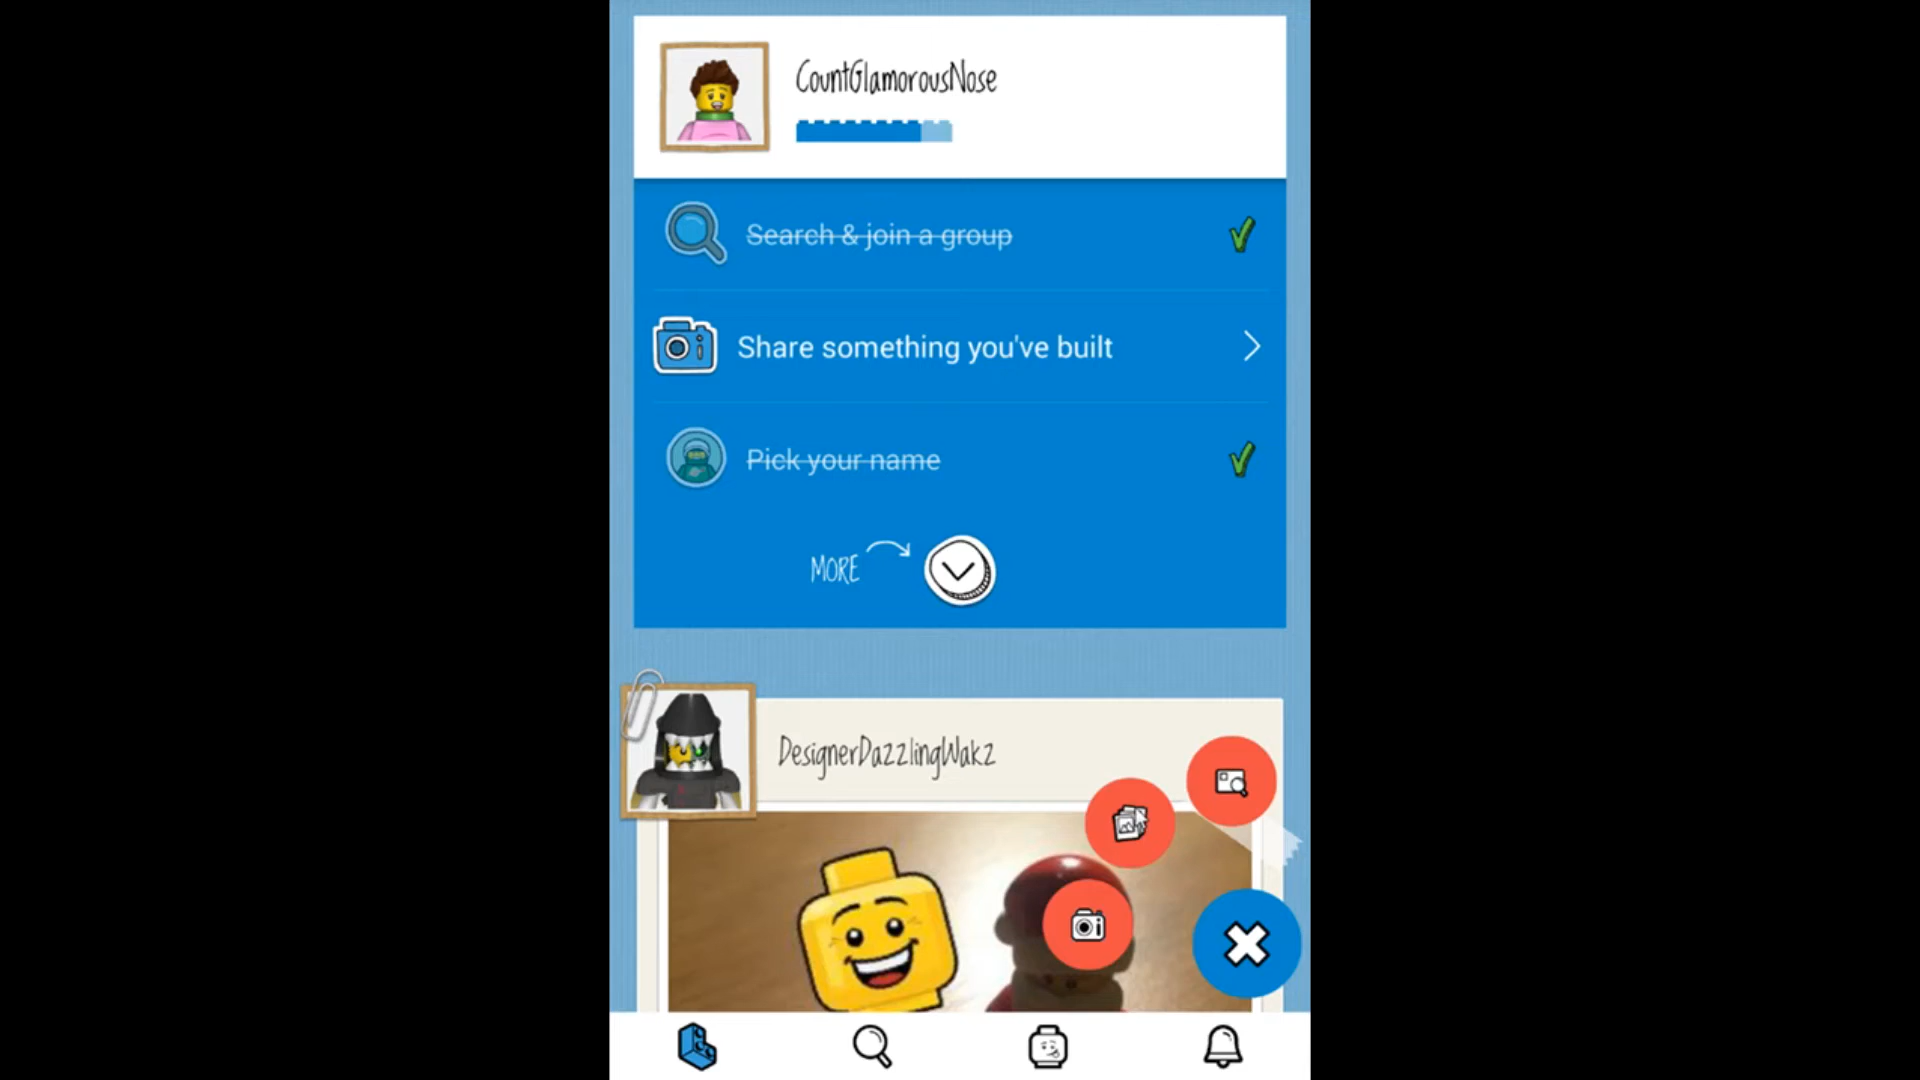 CountGlamorousNose
Search & join a group
Share something you've built
Pick your name
MORE
DesignerDazzlingWakz